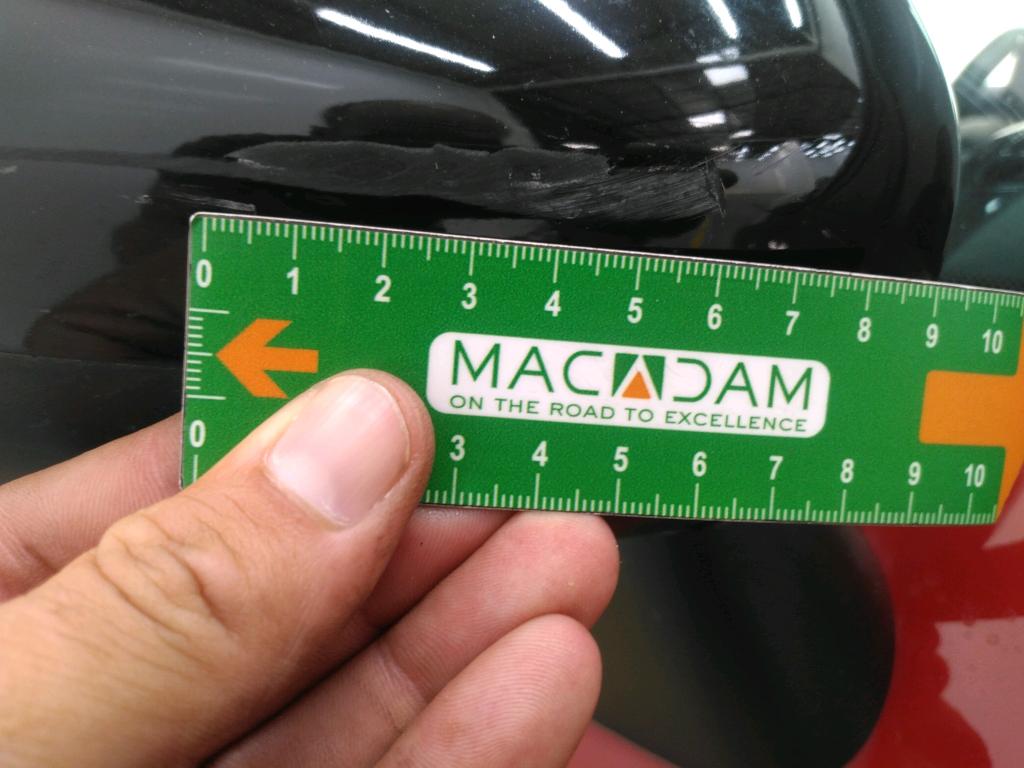 0 1 2 3 4 5 6 7 8 9 10
MACADAM
ON THE ROAD TO EXCELLENCE
0 3 4 5 6 7 8 9 10